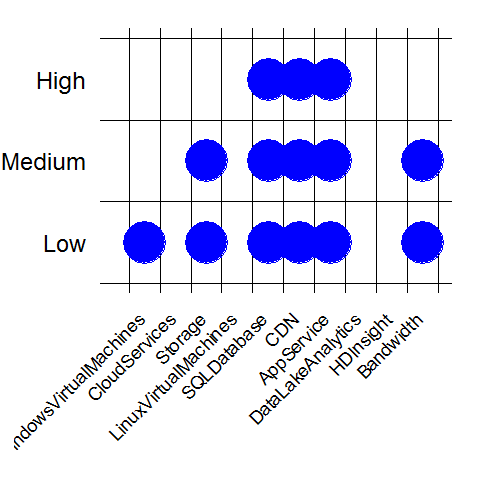 High
Medium
Low
ndowsVirtualMachines
CloudServices
Storage
LinuxVirtualMachines
SQLDatabase
CDN
AppService
DataLakeAnalytics
HDInsight
Bandwidth